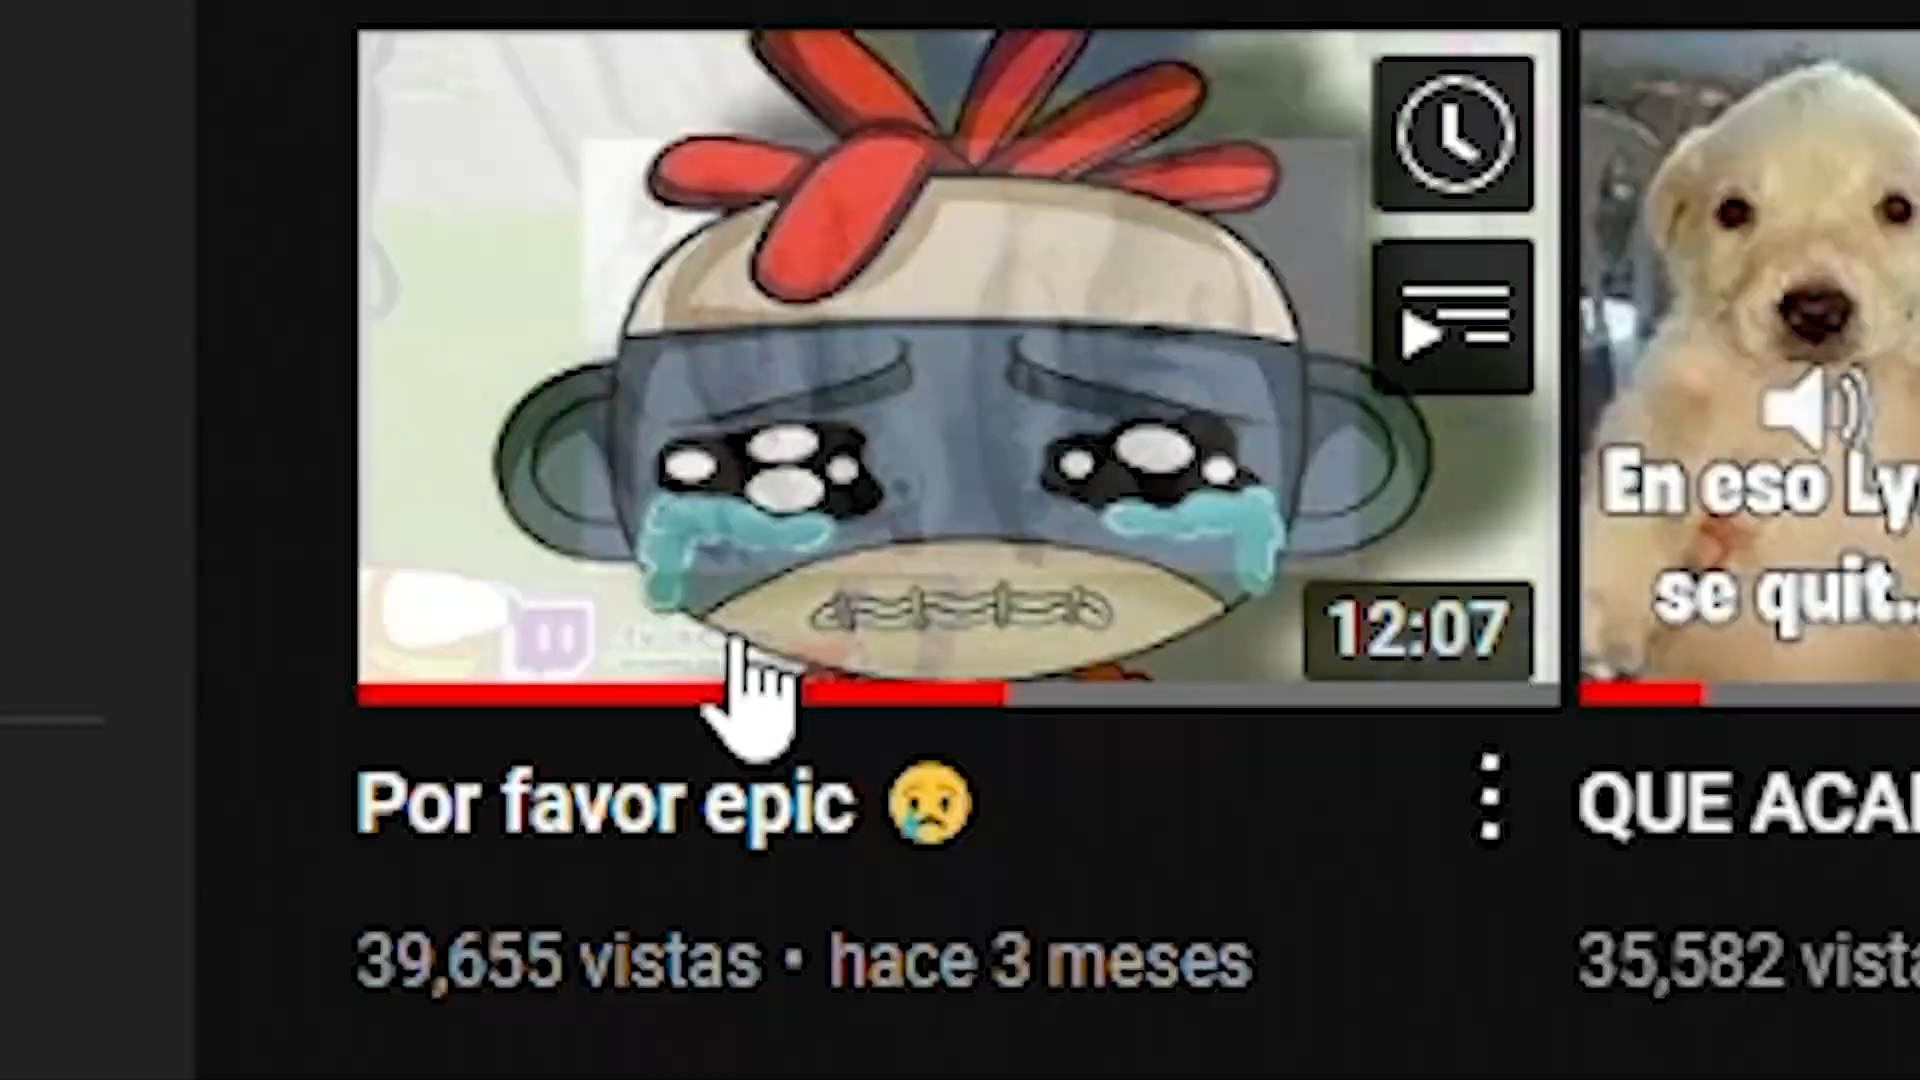 12:07
En eso Ly
se quit..
Por favor epic 😢
QUE ACA
39,655 vistas • hace 3 meses
35,582 vista